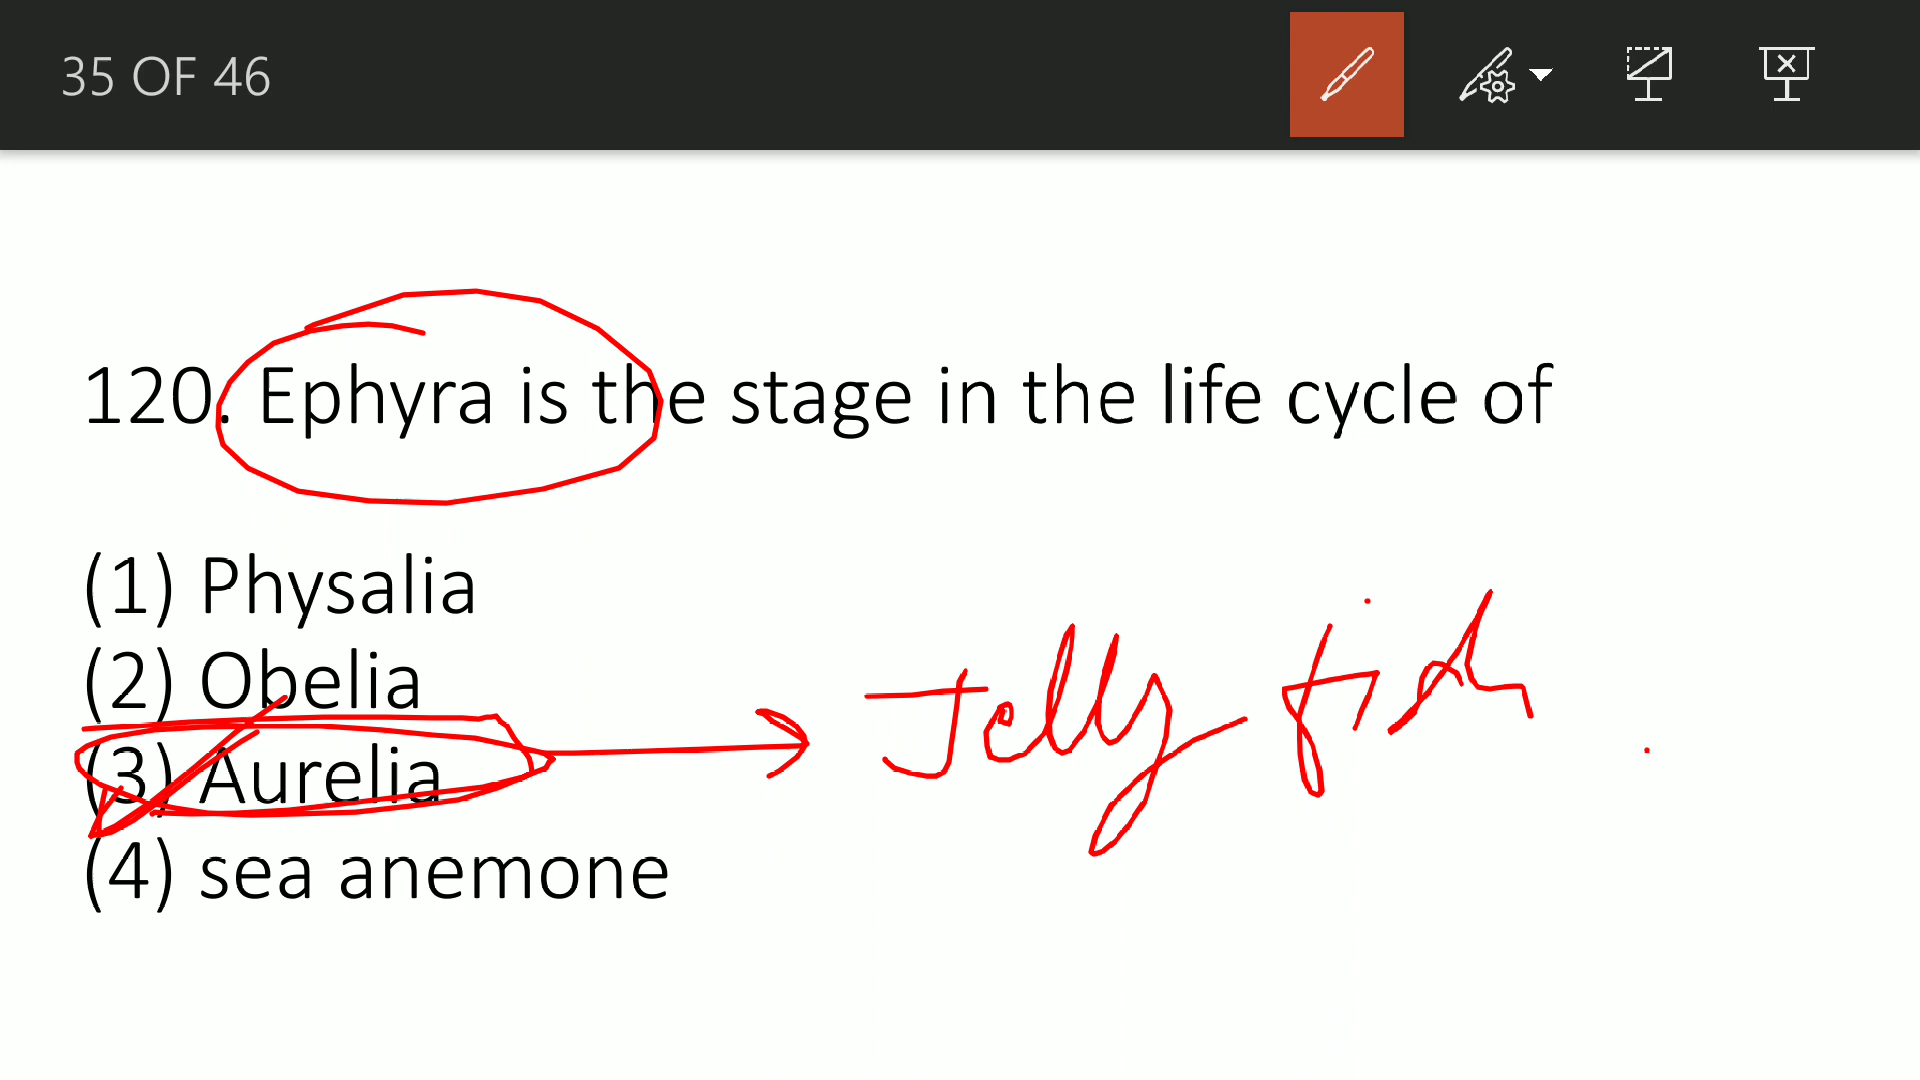 35 OF 46
120. Ephyra is the stage in the life cycle of
(1) Physalia
(2) Obelia
(3) Aurelia
(4) sea anemone
Jelly fish